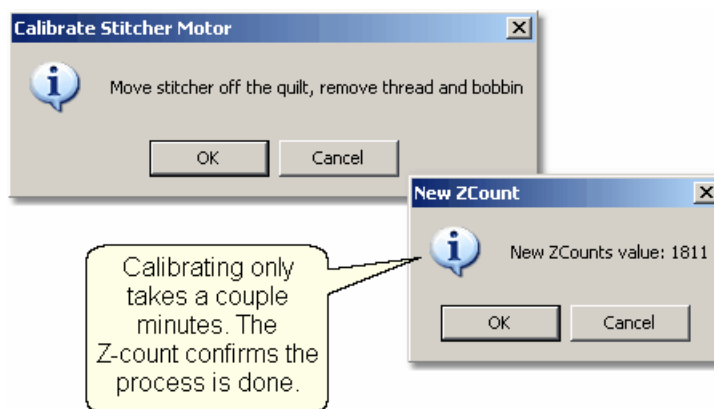 Calibrate Stitcher Motor
Move stitcher off the quilt, remove thread and bobbin
OK
Cancel
New ZCount
New ZCounts value: 1811
OK
Cancel
Calibrating only
takes a couple
minutes. The
Z-count confirms the
process is done.